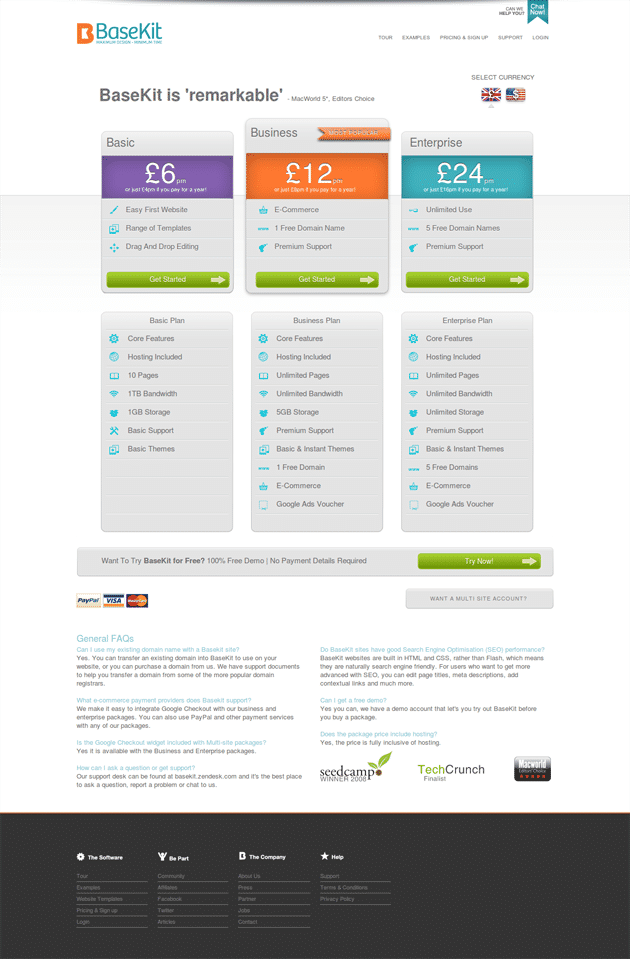 CAN WE
HELP YOU?
Chat
Now!
BaseKit
MAXIMUM DESIGN - MINIMUM TIME
TOUR EXAMPLES PRICING & SIGN UP SUPPORT LOGIN
SELECT CURRENCY
BaseKit is 'remarkable' - MacWorld 5*, Editors Choice
Basic
£6pm
or just £4pm if you pay for a year!
Easy First Website
Range of Templates
Drag And Drop Editing
Get Started
Business
MOST POPULAR
£12pm
or just £8pm if you pay for a year!
E-Commerce
1 Free Domain Name
Premium Support
Get Started
Enterprise
£24pm
or just £16pm if you pay for a year!
Unlimited Use
5 Free Domain Names
Premium Support
Get Started
Basic Plan
Core Features
Hosting Included
10 Pages
1TB Bandwidth
1GB Storage
Basic Support
Basic Themes
Business Plan
Core Features
Hosting Included
Unlimited Pages
Unlimited Bandwidth
5GB Storage
Premium Support
Basic & Instant Themes
1 Free Domain
E-Commerce
Google Ads Voucher
Enterprise Plan
Core Features
Hosting Included
Unlimited Pages
Unlimited Bandwidth
Unlimited Storage
Premium Support
Basic & Instant Themes
5 Free Domains
E-Commerce
Google Ads Voucher
Want To Try BaseKit for Free? 100% Free Demo | No Payment Details Required
Try Now!
PayPal VISA MasterCard
WANT A MULTI SITE ACCOUNT?
General FAQs
Can I use my existing domain name with a Basekit site?
Yes. You can transfer an existing domain into BaseKit to use on your
website, or you can purchase a domain from us. We have support documents
to help you transfer a domain from some of the more popular domain
registrars.
What e-commerce payment providers does Basekit support?
We make it easy to integrate Google Checkout with our business and
enterprise packages. You can also use PayPal and other payment services
with any of our packages.
Is the Google Checkout widget included with Multi-site packages?
Yes it is available with the Business and Enterprise packages.
How can I ask a question or get support?
Our support desk can be found at basekit.zendesk.com and it's the best place
to ask a question, report a problem or chat to us.
Do BaseKit sites have good Search Engine Optimisation (SEO) performance?
BaseKit websites are built in HTML and CSS, rather than Flash, which means
they are naturally search engine friendly. For users who want to get more
advanced with SEO, you can edit page titles, meta descriptions, add
contextual links and much more.
Can I get a free demo?
Yes you can, we have a demo account that let's you try out BaseKit before
you buy a package.
Does the package price include hosting?
Yes, the price is fully inclusive of hosting.
seedcamp
WINNER 2008
TechCrunch
Finalist
Macworld
Editors' Choice
The Software
Tour
Examples
Website Templates
Pricing & Sign up
Login
Be Part
Community
Affiliates
Facebook
Twitter
Articles
The Company
About Us
Press
Partner
Jobs
Contact
Help
Support
Terms & Conditions
Privacy Policy